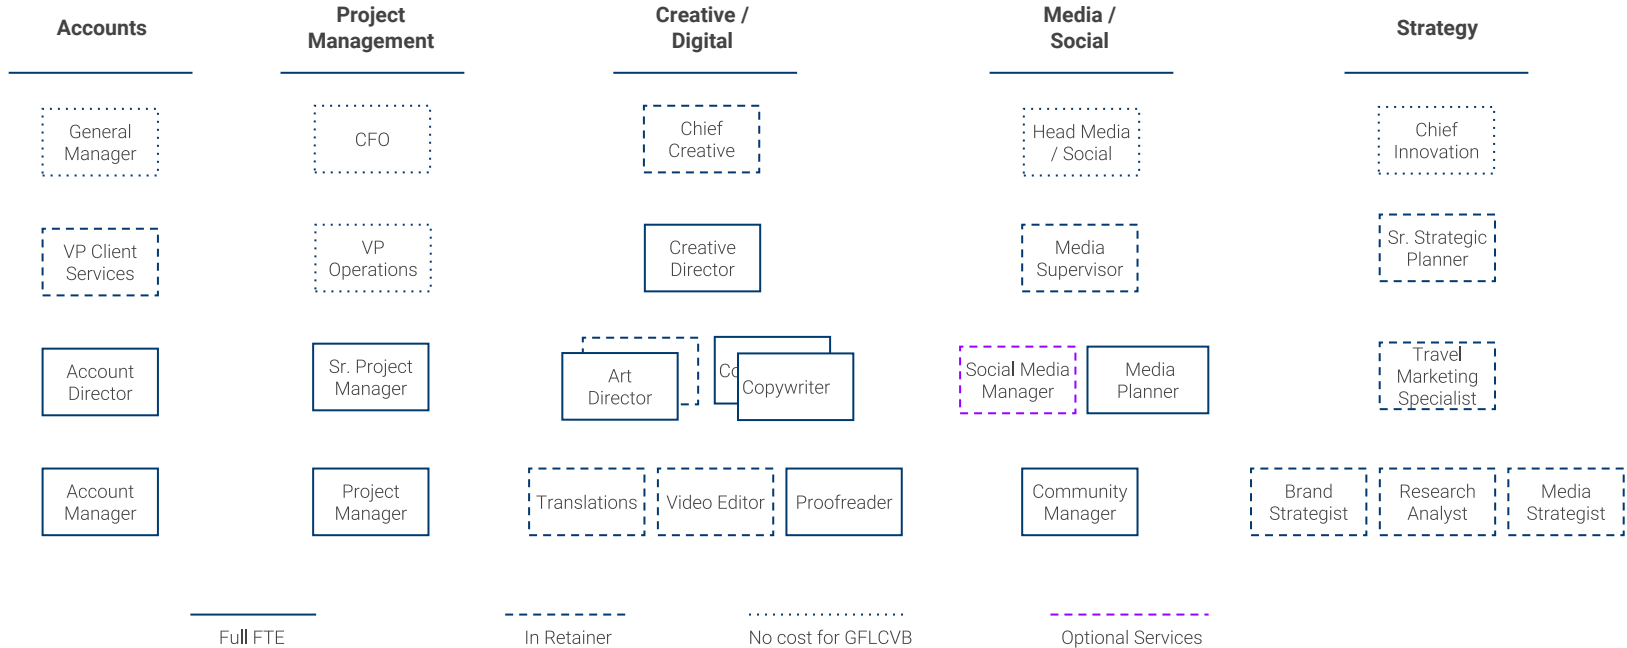 Accounts
Project
Management
Creative /
Digital
Media /
Social
Strategy
General
Manager
CFO
Chief
Creative
Head Media
/ Social
Chief
Innovation
VP Client
Services
VP
Operations
Creative
Director
Media
Supervisor
Sr. Strategic
Planner
Account
Director
Sr. Project
Manager
Art
Director
Co
Copywriter
Social Media
Manager
Media
Planner
Travel
Marketing
Specialist
Account
Manager
Project
Manager
Translations
Video Editor
Proofreader
Community
Manager
Brand
Strategist
Research
Analyst
Media
Strategist
Full FTE
In Retainer
No cost for GFLCVB
Optional Services